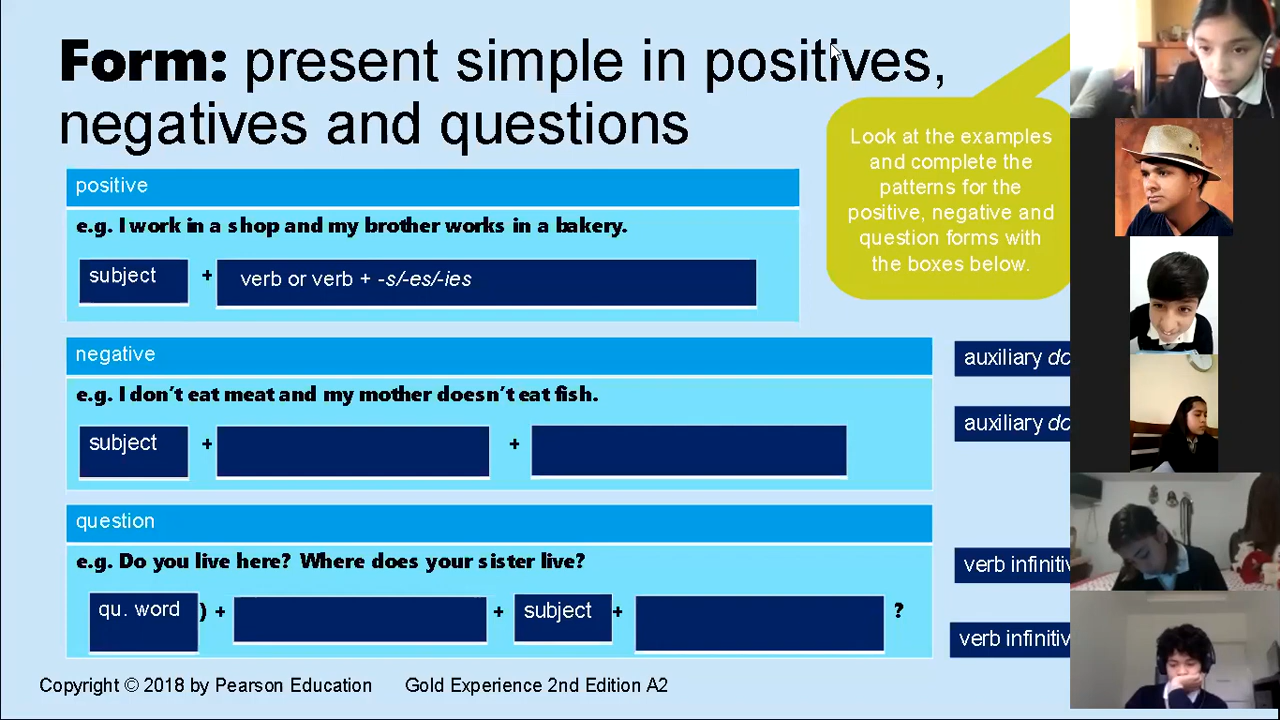 Form: present simple in positives,
negatives and questions
Look at the examples
and complete the
patterns for the
positive, negative and
question forms with
the boxes below.
positive
e.g. I work in a shop and my brother works in a bakery.
subject + verb or verb + -s/-es/-ies
negative
e.g. I don't eat meat and my mother doesn't eat fish.
subject + +
auxiliary
auxiliary
question
e.g. Do you live here? Where does your sister live?
qu. word ) + + subject + ?
verb
verb
Copyright © 2018 by Pearson Education Gold Experience 2nd Edition A2